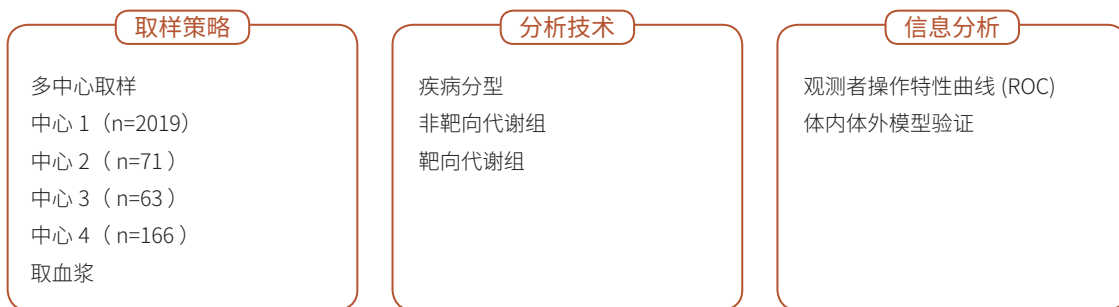 取样策略
多中心取样
中心 1（n=2019）
中心 2（ n=71 ）
中心 3（ n=63 ）
中心 4（ n=166 ）
取血浆
分析技术
疾病分型
非靶向代谢组
靶向代谢组
信息分析
观测者操作特性曲线 (ROC)
体内体外模型验证